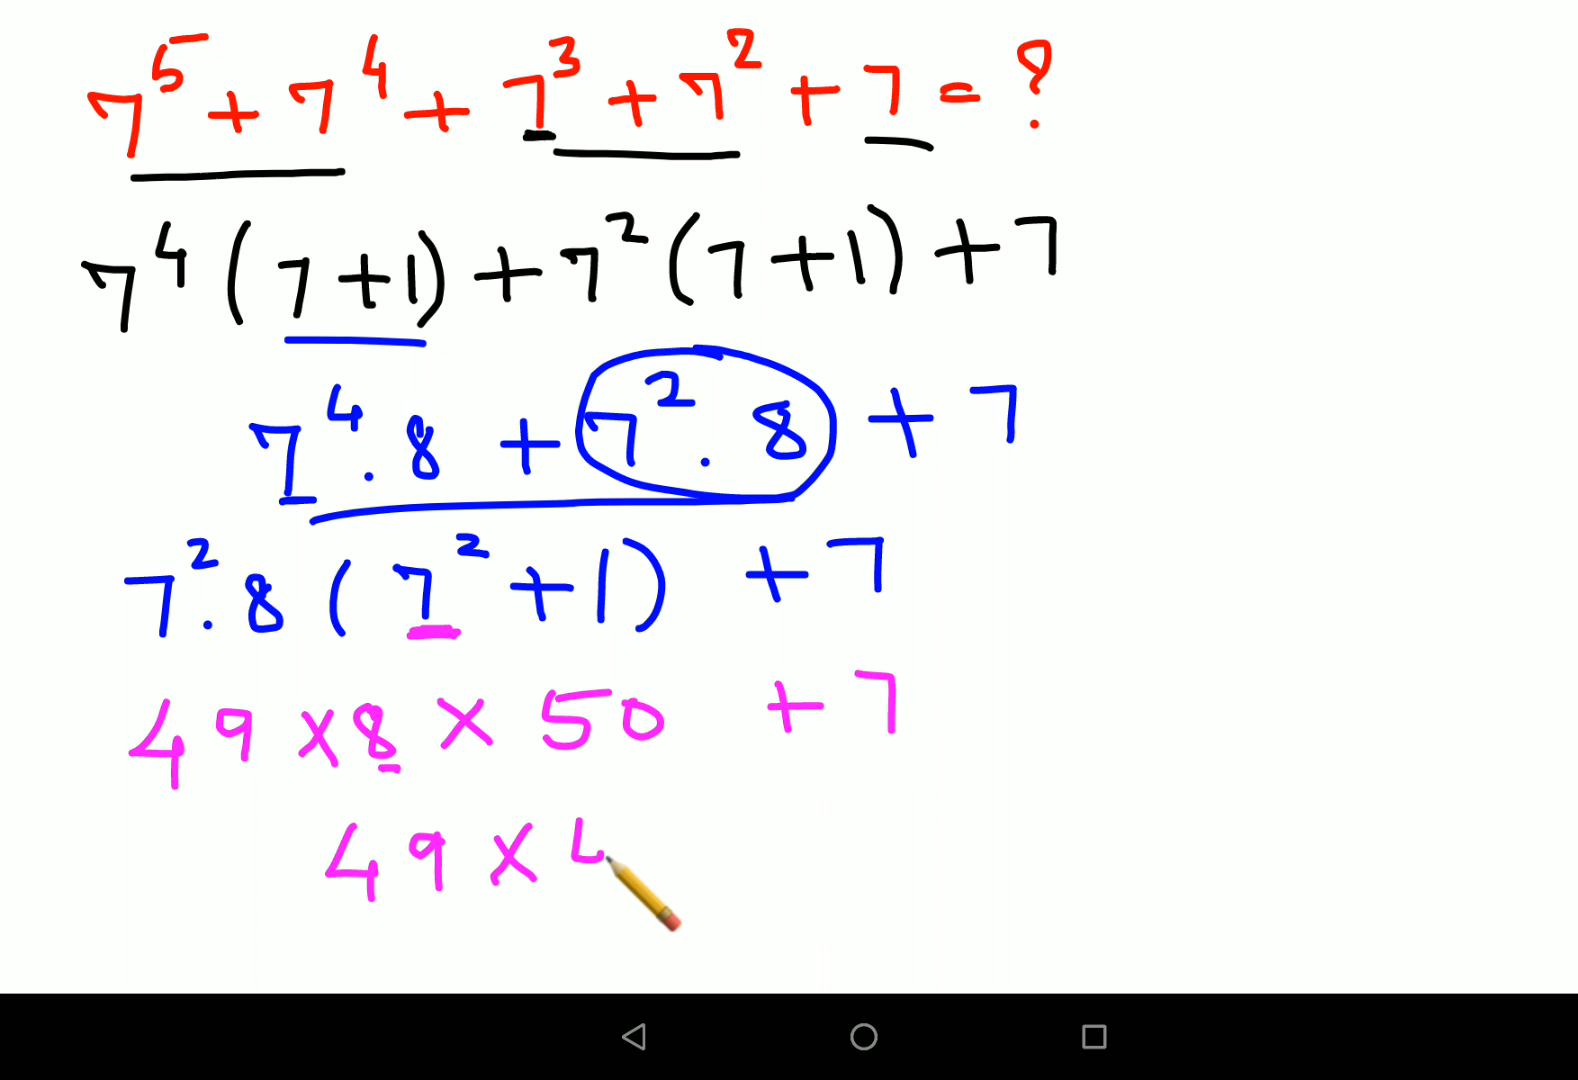 7⁵ + 7⁴ + 7³ + 7² + 7 = ?
7⁴ (7 + 1) + 7² (7 + 1) + 7
7⁴ . 8 + 7² . 8 + 7
7² . 8 ( 7² + 1 ) + 7
49 × 8 × 50 + 7
49 × 4